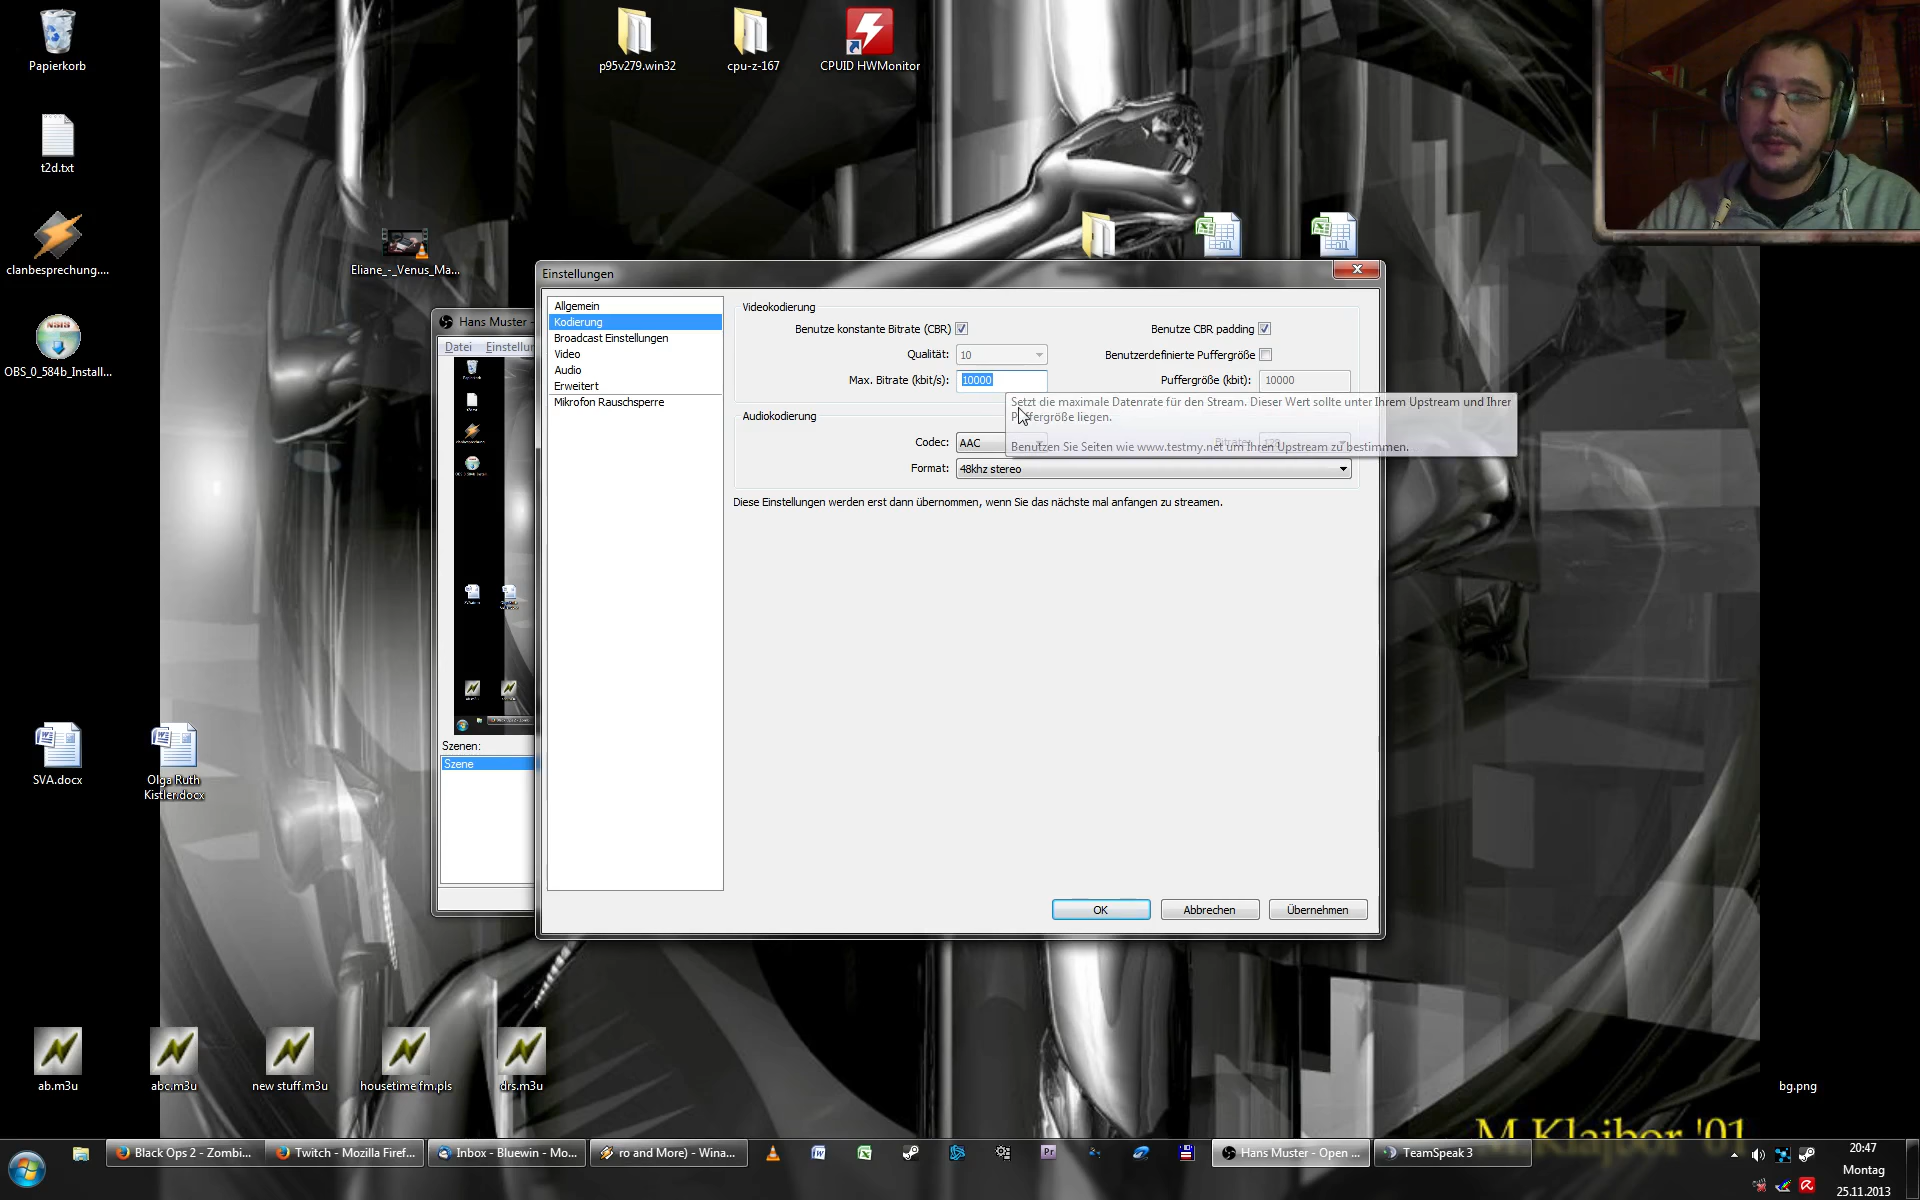 Papierkorb
p95v279.win32
cpu-z-167
CPUID HWMonitor
t2d.txt
clanbesprechung....
Eliane_-_Venus_Ma...
OBS_0_584b_Install...
Einstellungen
Hans Muster -
Datei Einstellur
Allgemein
Kodierung
Broadcast Einstellungen
Video
Audio
Erweitert
Mikrofon Rauschsperre
Videokodierung
Benutze konstante Bitrate (CBR)
Benutze CBR padding
Qualität: 10
Benutzerdefinierte Puffergröße
Max. Bitrate (kbit/s): 10000
Puffergröße (kbit): 10000
Setzt die maximale Datenrate für den Stream. Dieser Wert sollte unter Ihrem Upstream und Ihrer
Puffergröße liegen.
Benutzen Sie Seiten wie www.testmy.net um Ihren Upstream zu bestimmen.
Audiokodierung
Codec: AAC
Format: 48khz stereo
Diese Einstellungen werden erst dann übernommen, wenn Sie das nächste mal anfangen zu streamen.
Szenen:
Szene
OK
Abbrechen
Übernehmen
SVA.docx
Olga Ruth
Kistler.docx
ab.m3u
abc.m3u
new stuff.m3u
housetime fm.pls
drs.m3u
bg.png
M Klajbor '01
Black Ops 2 - Zombi...
Twitch - Mozilla Firef...
Inbox - Bluewin - Mo...
ro and More) - Wina...
Pr
Hans Muster - Open ...
TeamSpeak 3
20:47
Montag
25.11.2013